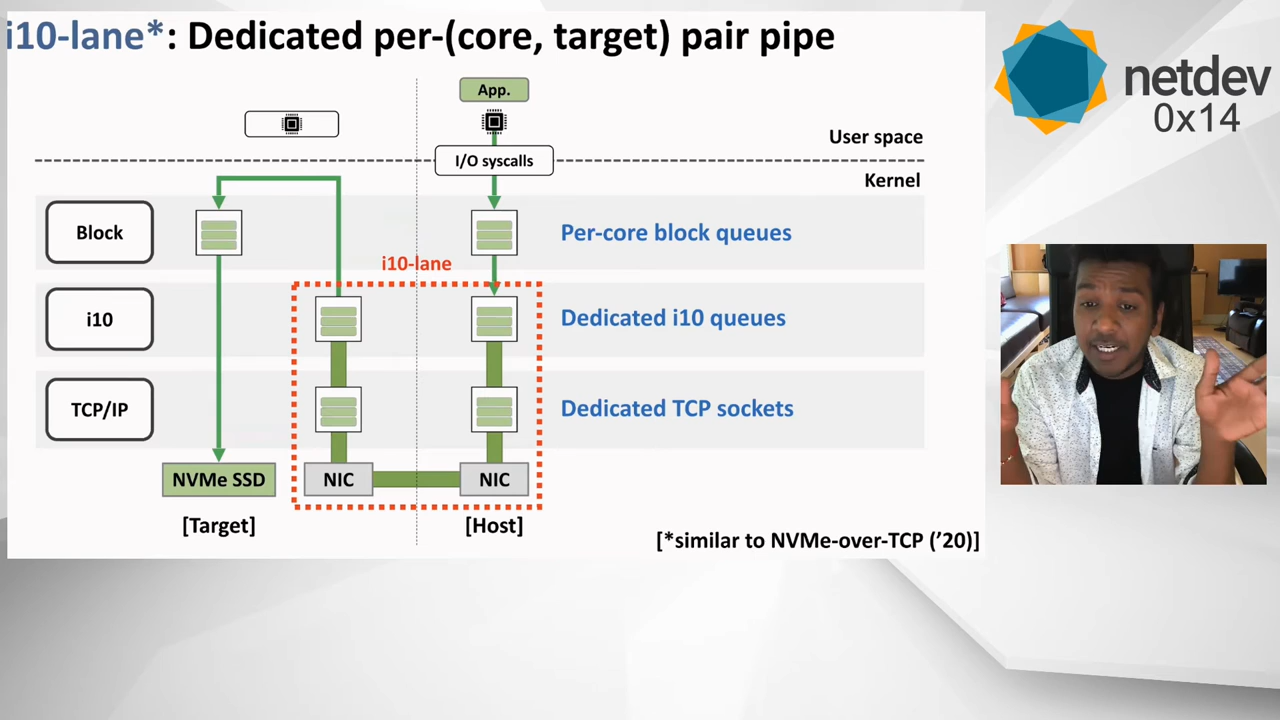 i10-lane*: Dedicated per-(core, target) pair pipe
netdev
0x14
App.
User space
I/O syscalls
Kernel
Block
Per-core block queues
i10-lane
i10
Dedicated i10 queues
TCP/IP
Dedicated TCP sockets
NVMe SSD
NIC
NIC
[Target]
[Host]
[*similar to NVMe-over-TCP (’20)]